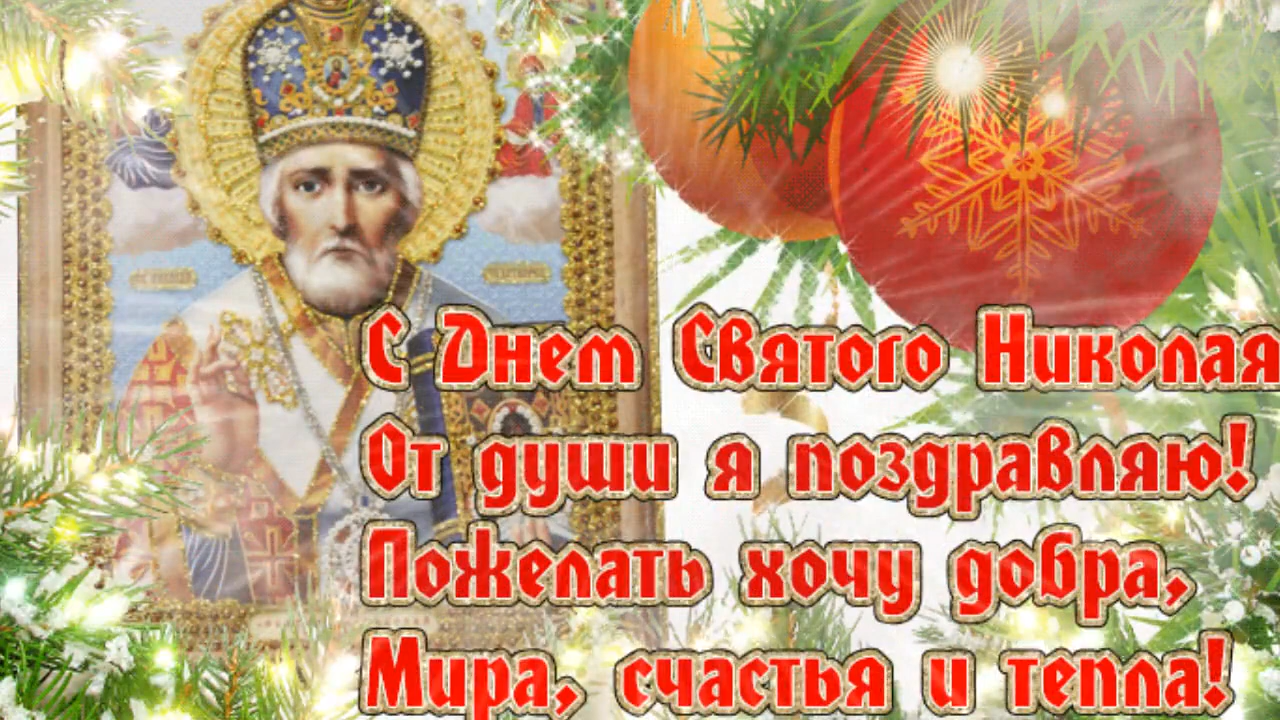 С Днем Святого Николая
От души я поздравляю!
Пожелать хочу добра,
Мира, счастья и тепла!